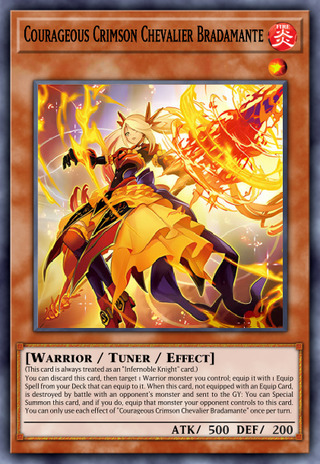 Courageous Crimson Chevalier Bradamante
FIRE
炎
[Warrior / Tuner / Effect]
(This card is always treated as an "Infernoble Knight" card.)
You can discard this card, then target 1 Warrior monster you control; equip it with 1 Equip
Spell from your Deck that can equip to it. When this card, not equipped with an Equip Card,
is destroyed by battle with an opponent's monster and sent to the GY: You can Special
Summon this card, and if you do, equip that monster your opponent controls to this card.
You can only use each effect of "Courageous Crimson Chevalier Bradamante" once per turn.
ATK/ 500 DEF/ 200